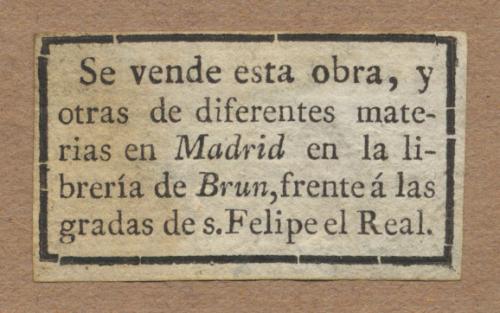 Se vende esta obra, y
otras de diferentes mate-
rias en Madrid en la li-
brería de Brun, frente á las
gradas de s. Felipe el Real.